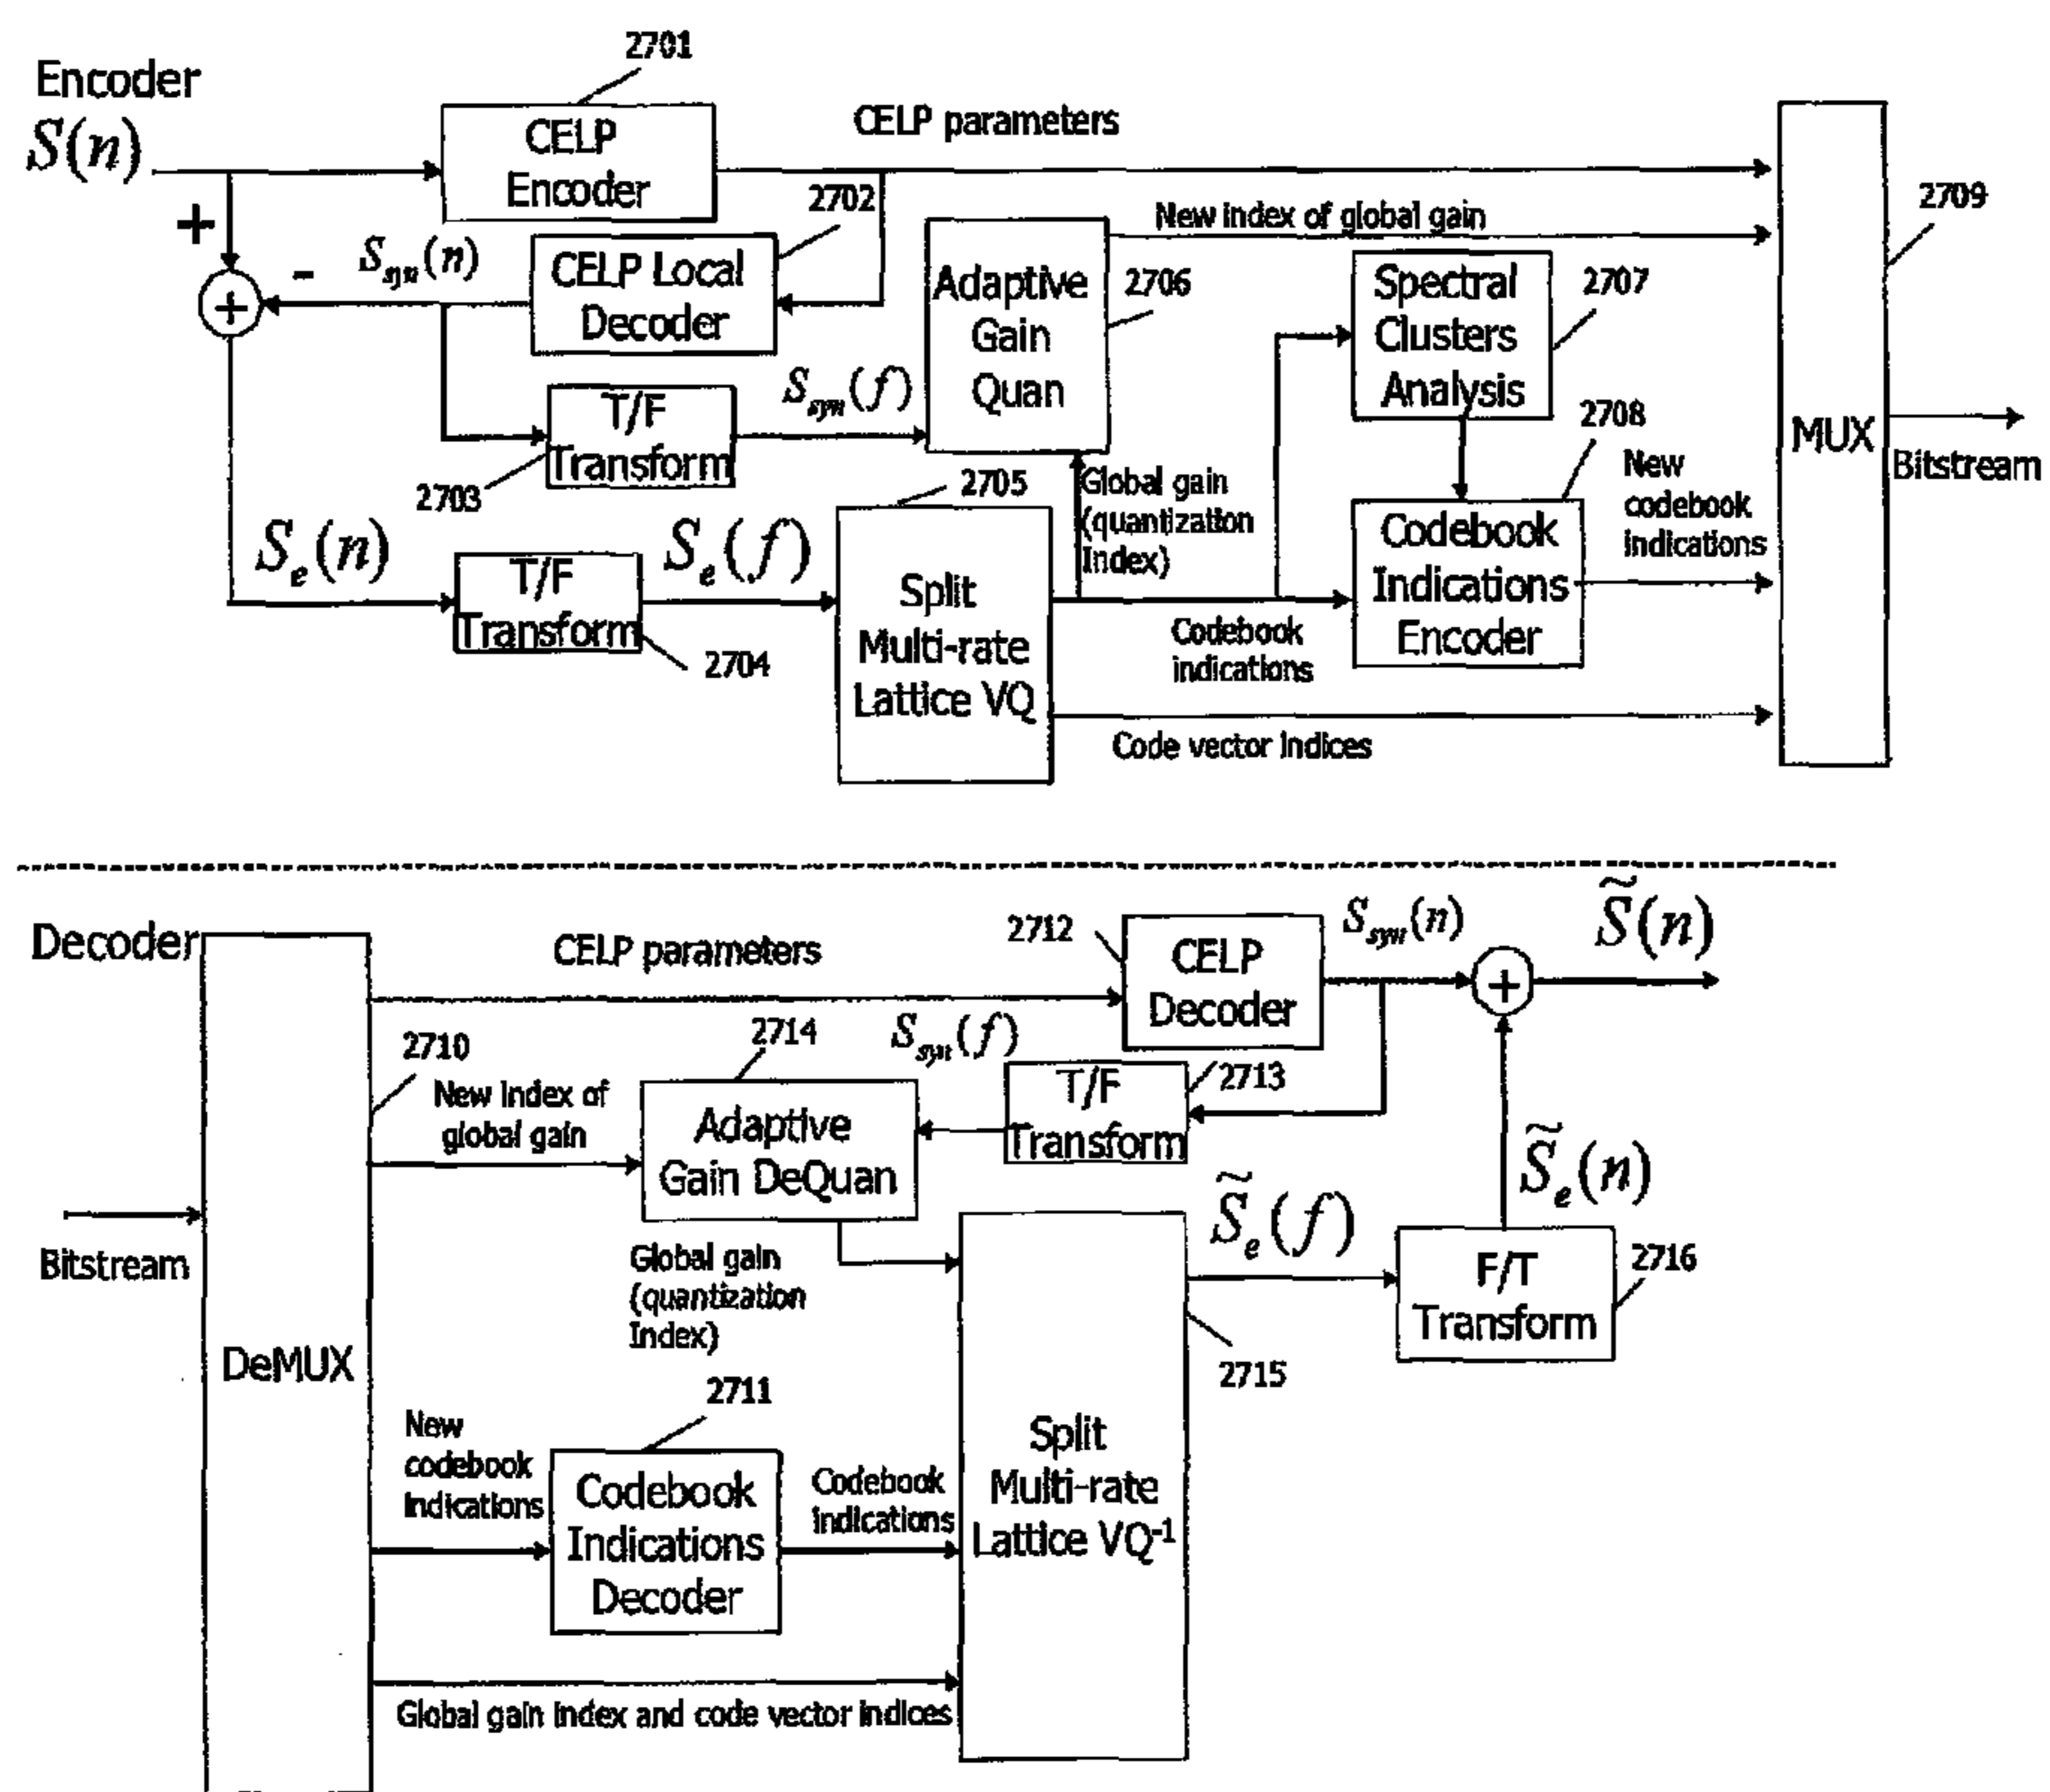 2701
Encoder
S(n)
CELP
Encoder
CELP parameters
2702
2709
New index of global gain
+
-
S_syn(n)
CELP Local
Decoder
+
Adaptive
Gain
Quan
2706
Spectral
Clusters
Analysis
2707
S_syn(f)
T/F
Transform
2703
2708
MUX
Bitstream
2705
Global gain
(quantization
Index)
New
codebook
indications
S_e(n)
T/F
Transform
2704
S_e(f)
Split
Multi-rate
Lattice VQ
Codebook
Indications
Encoder
Codebook
indications
Code vector indices
Decoder
CELP parameters
2712
CELP
Decoder
S_syn(n)
+
S̃(n)
2710
2714
S_syn(f)
T/F
Transform
2713
New index of
global gain
Adaptive
Gain DeQuan
S̃_e(n)
Bitstream
Global gain
(quantization
Index)
S̃_e(f)
F/T
Transform
2716
DeMUX
2715
2711
New
codebook
indications
Codebook
Indications
Decoder
Codebook
indications
Split
Multi-rate
Lattice VQ⁻¹
Global gain index and code vector indices